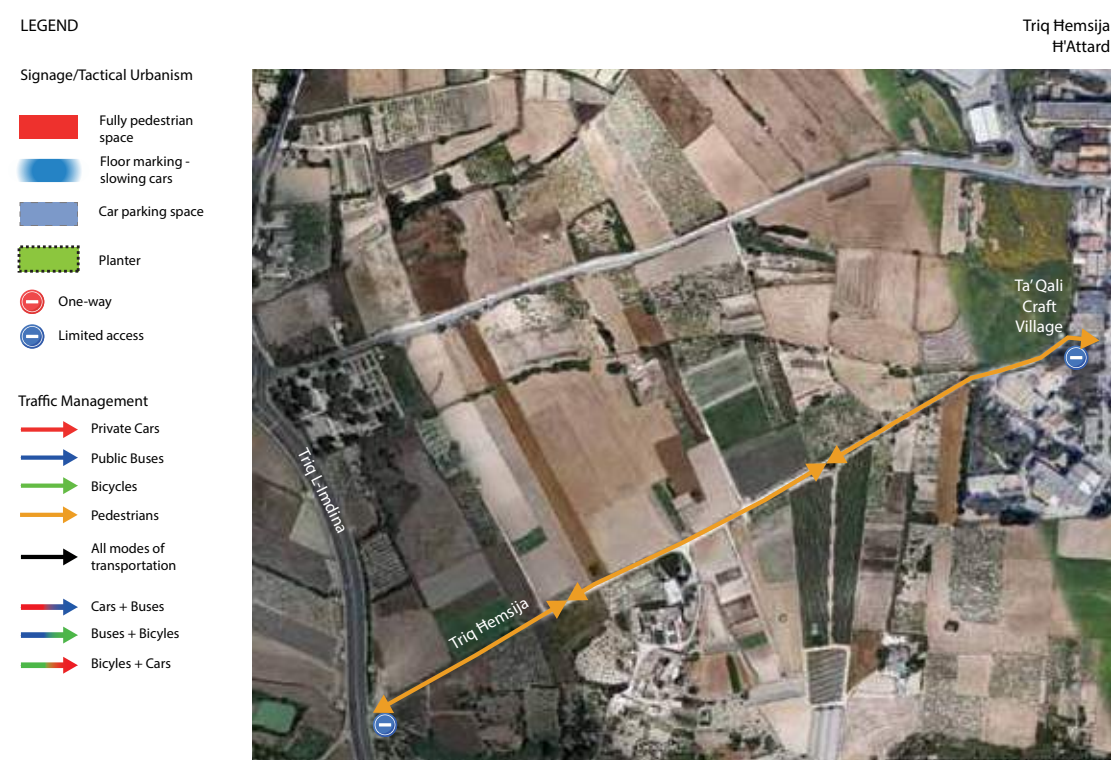 LEGEND
Triq Ħemsija
Ħ'Attard
Signage/Tactical Urbanism
Fully pedestrian
space
Floor marking -
slowing cars
Car parking space
Planter
One-way
Limited access
Traffic Management
Private Cars
Public Buses
Bicycles
Pedestrians
All modes of
transportation
Cars + Buses
Buses + Bicyles
Bicyles + Cars
Ta' Qali
Craft
Village
Triq L-Imdina
Triq Ħemsija